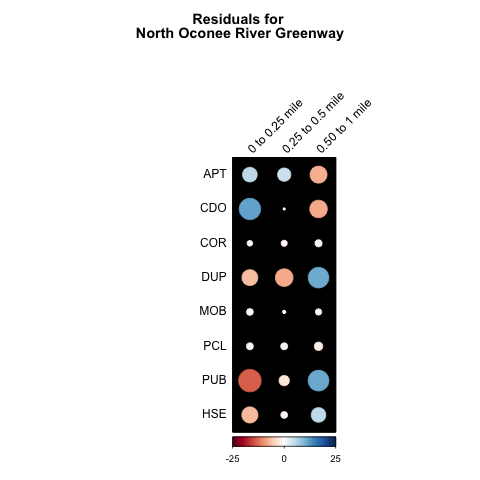 Residuals for
North Oconee River Greenway
0 to 0.25 mile
0.25 to 0.5 mile
0.50 to 1 mile
APT
CDO
COR
DUP
MOB
PCL
PUB
HSE
-25 0 25